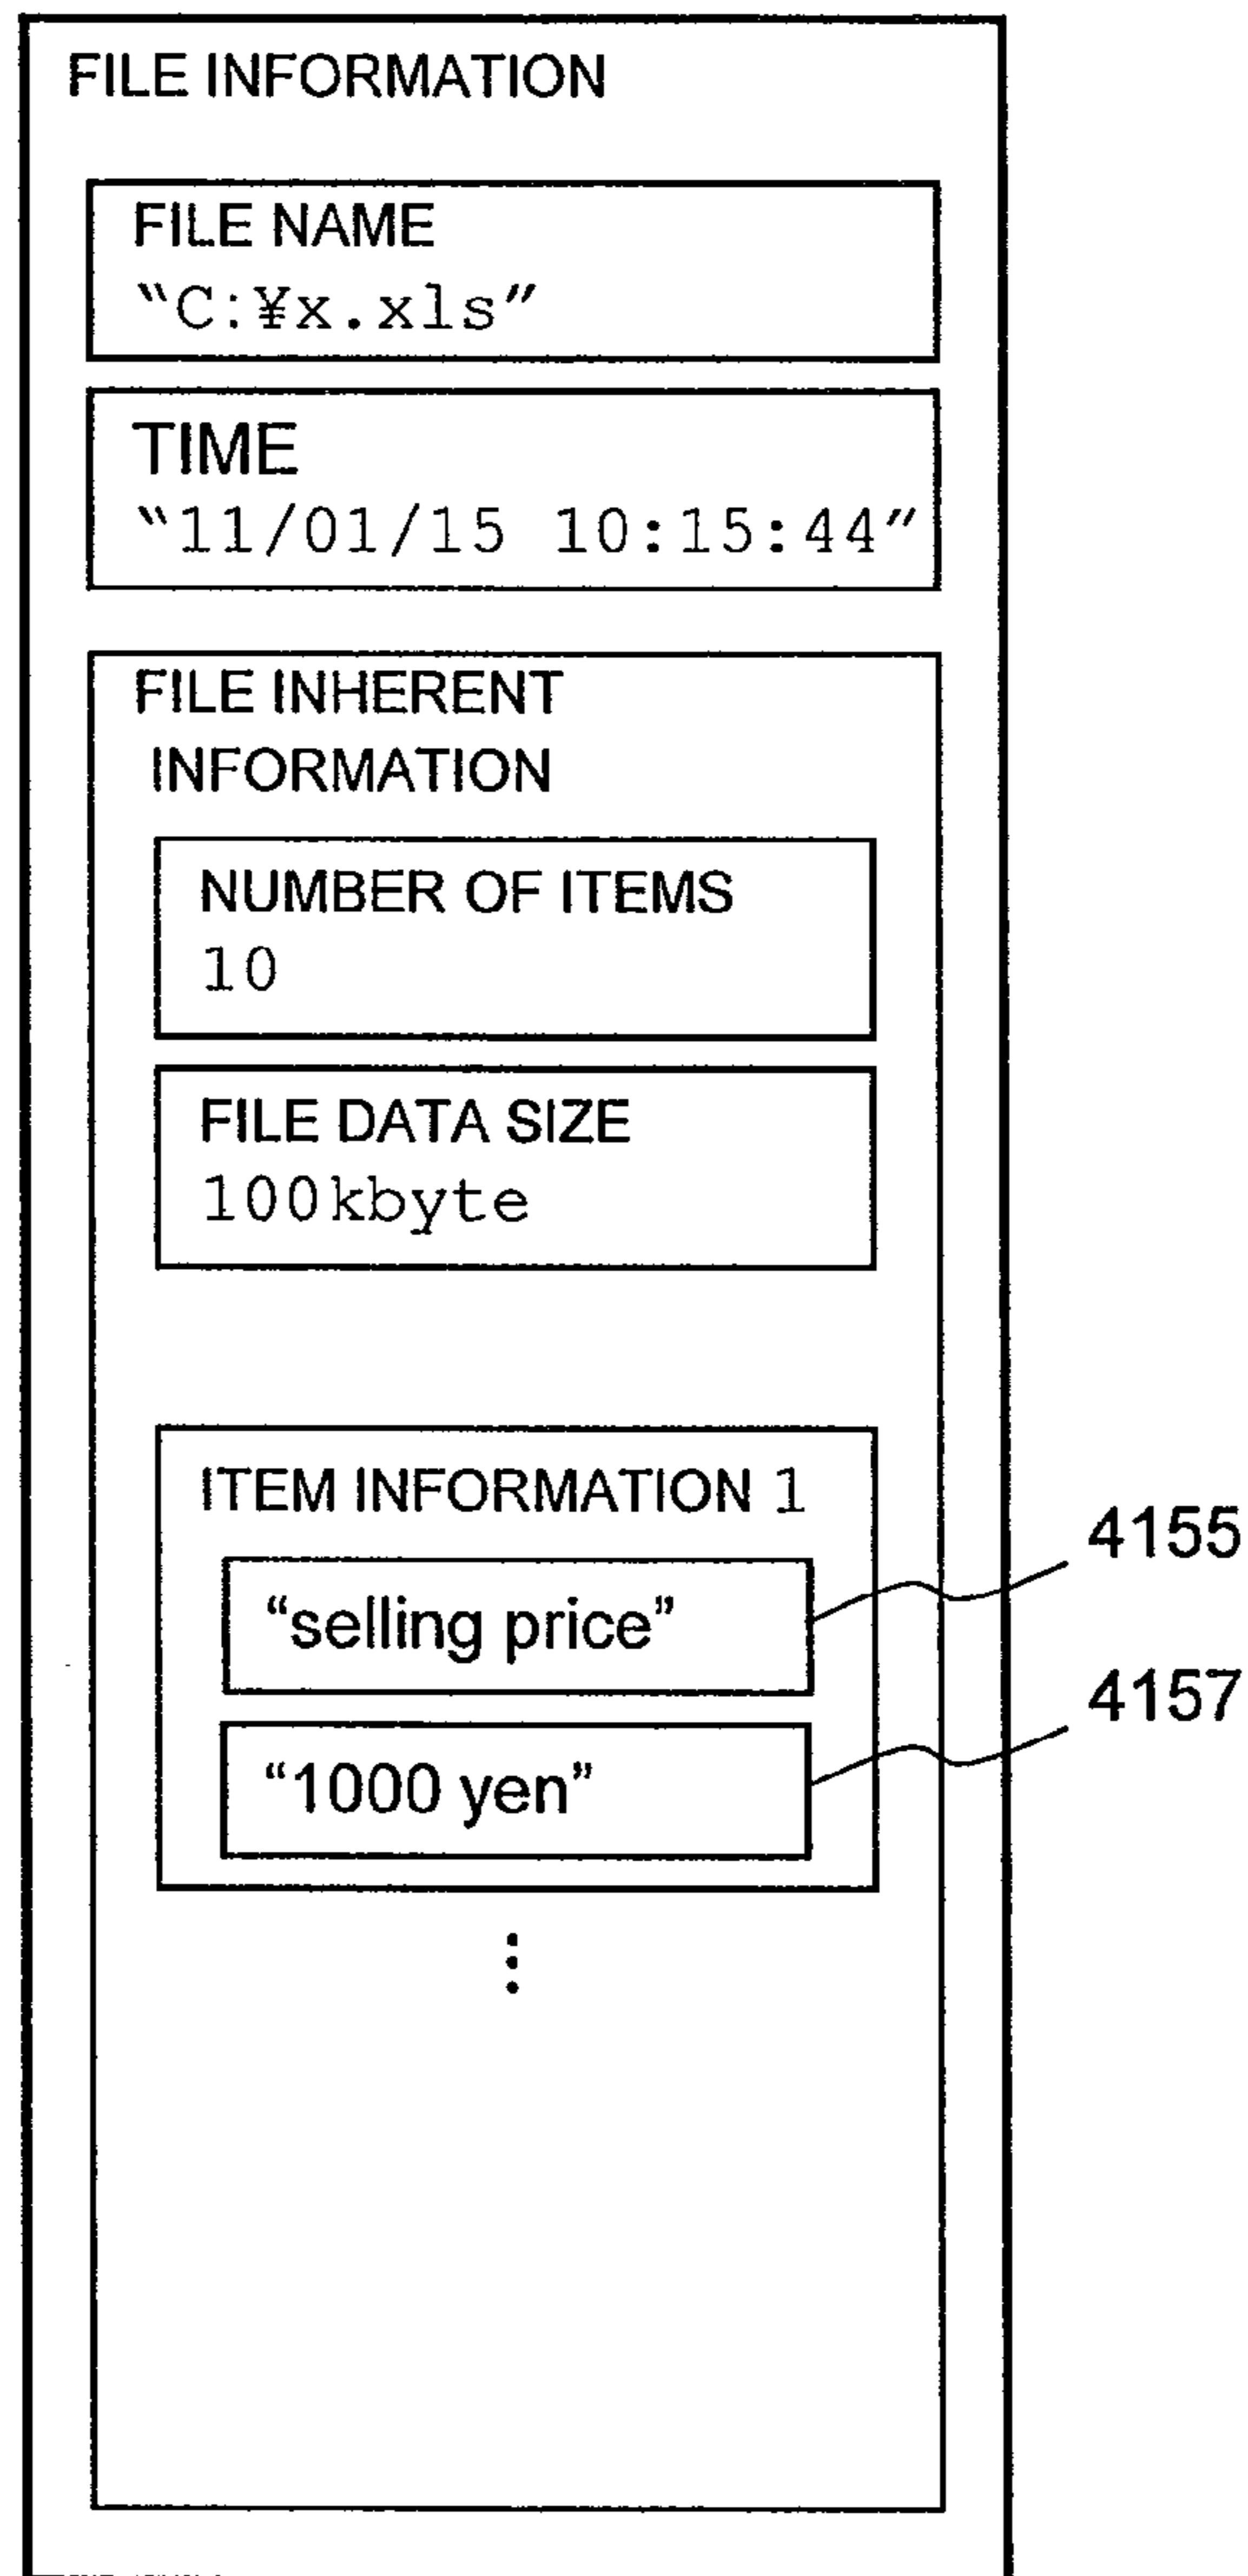 FILE INFORMATION
FILE NAME
“C:¥x.xls”
TIME
“11/01/15 10:15:44”
FILE INHERENT
INFORMATION
NUMBER OF ITEMS
10
FILE DATA SIZE
100kbyte
ITEM INFORMATION 1
“selling price”
4155
“1000 yen”
4157
⋮